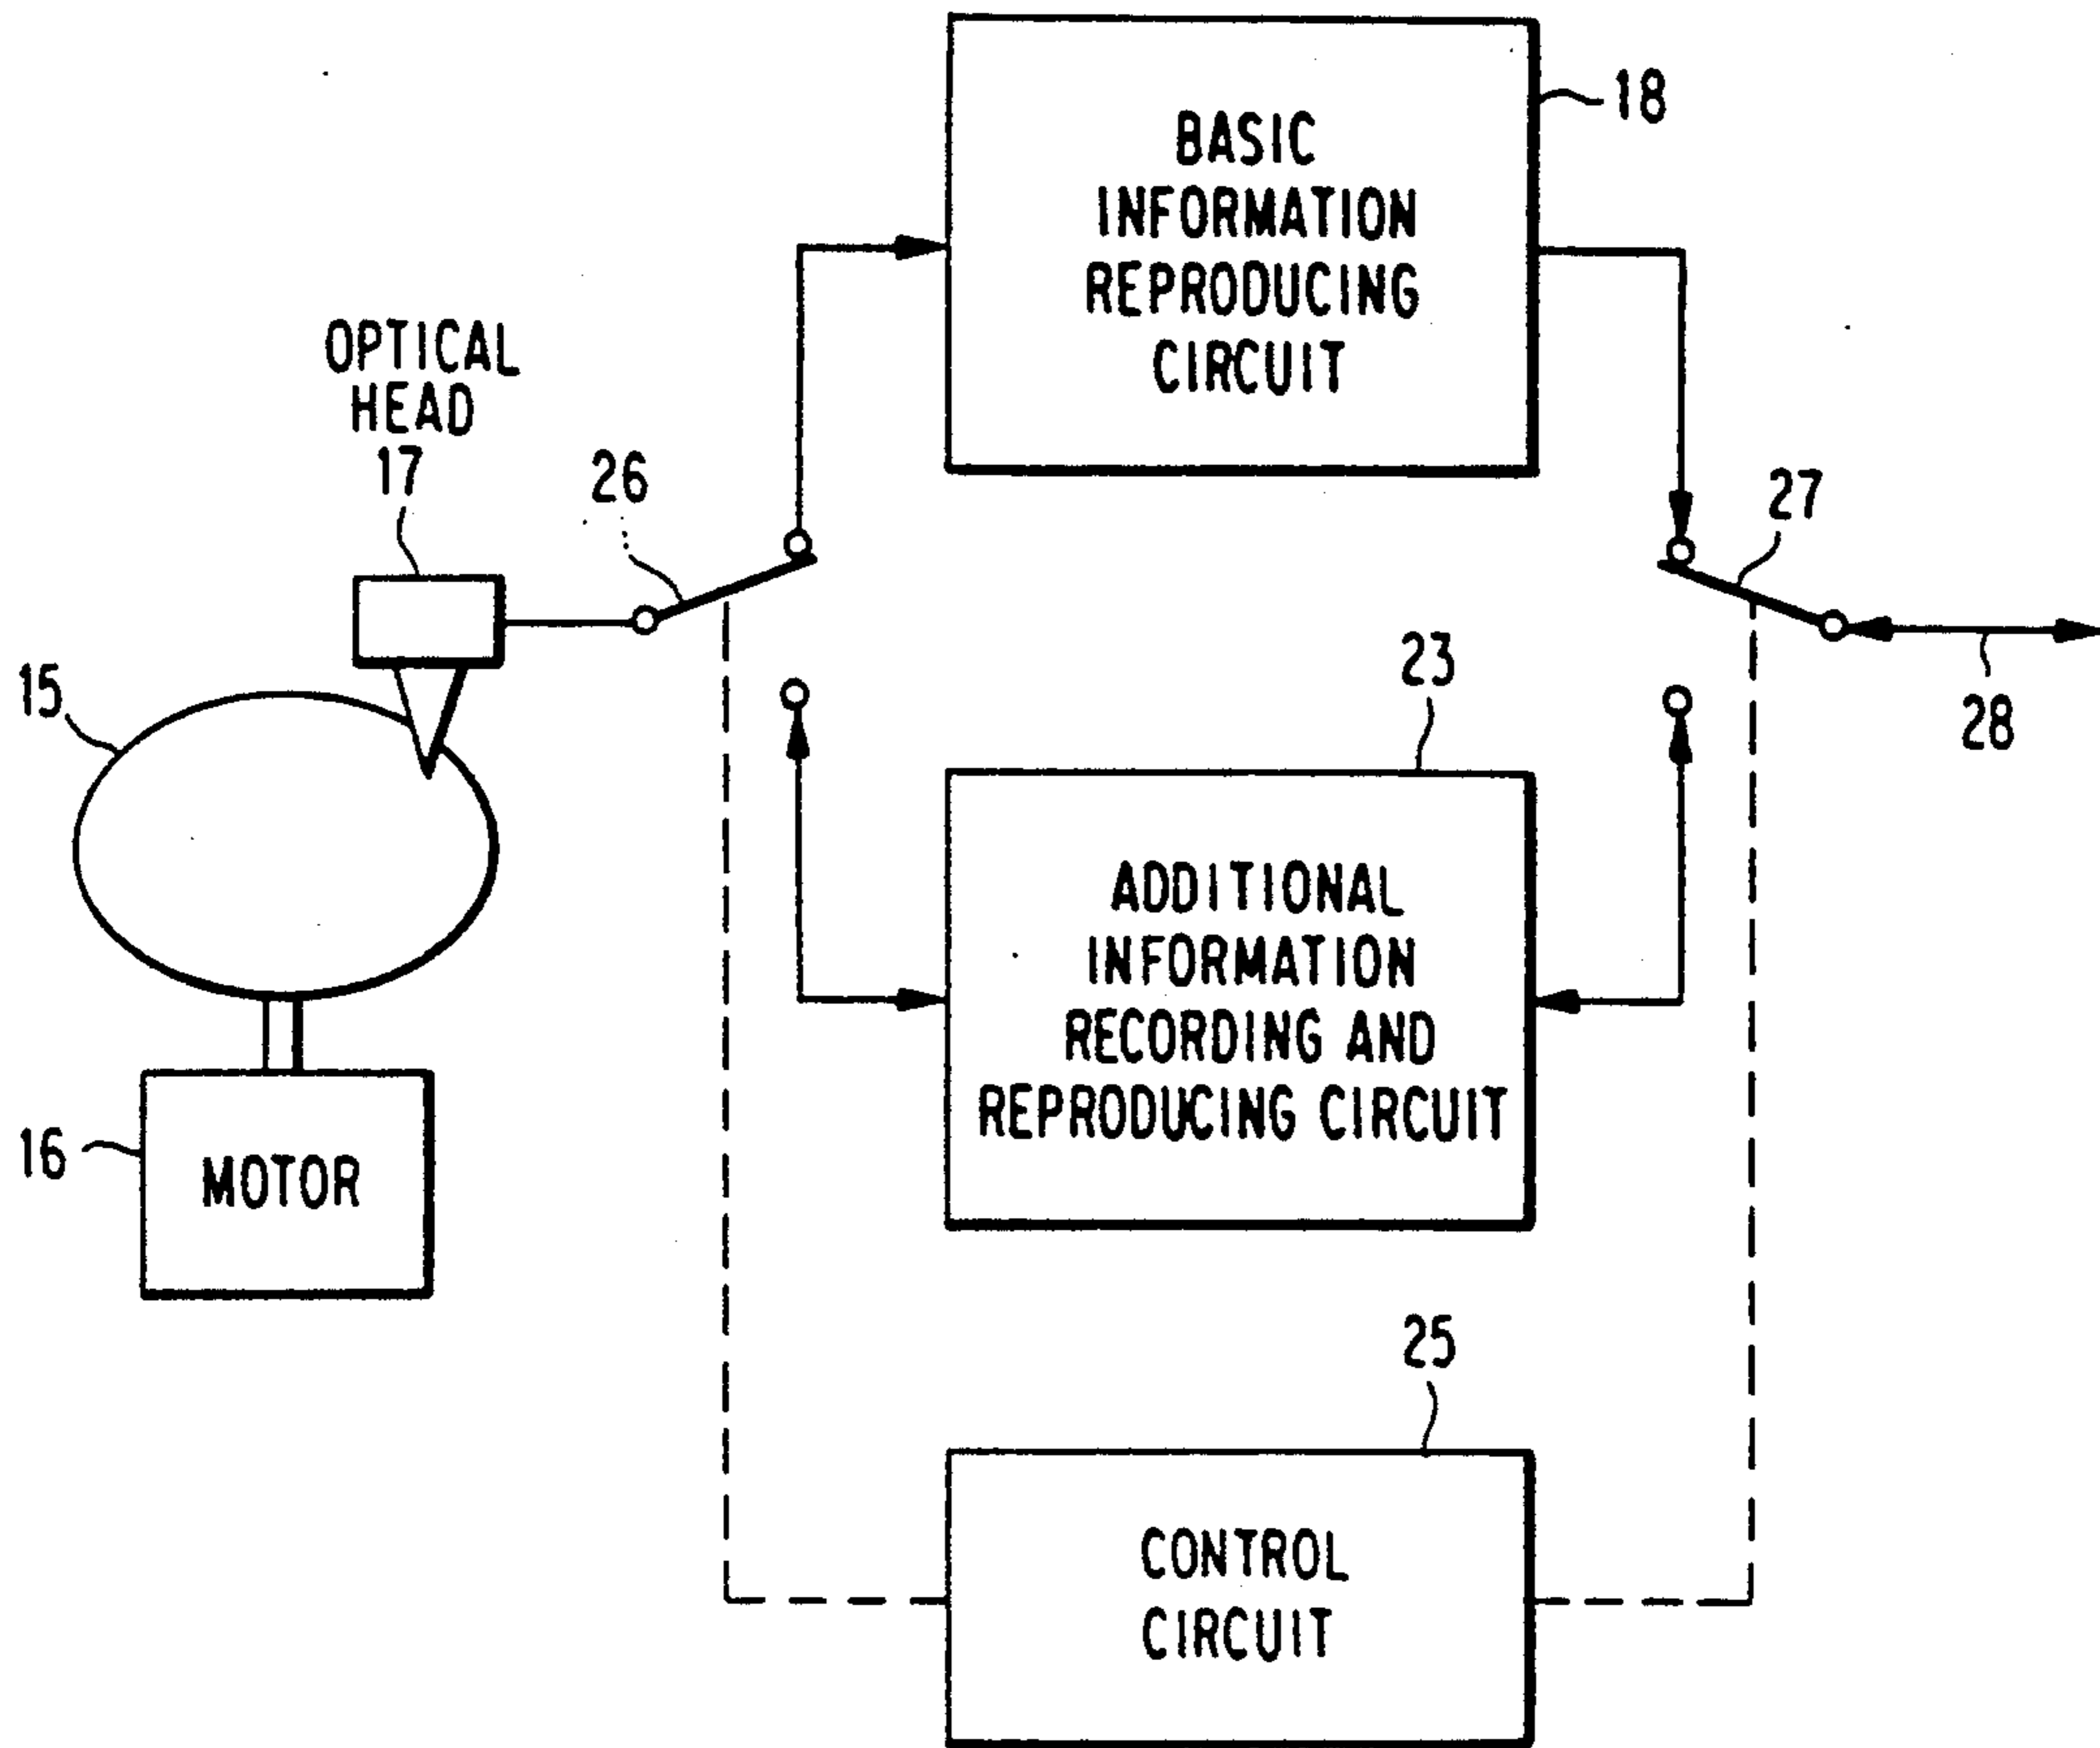 BASIC
INFORMATION
REPRODUCING
CIRCUIT
18
OPTICAL
HEAD
17
26
27
28
15
23
ADDITIONAL
INFORMATION
RECORDING AND
REPRODUCING CIRCUIT
16
MOTOR
25
CONTROL
CIRCUIT